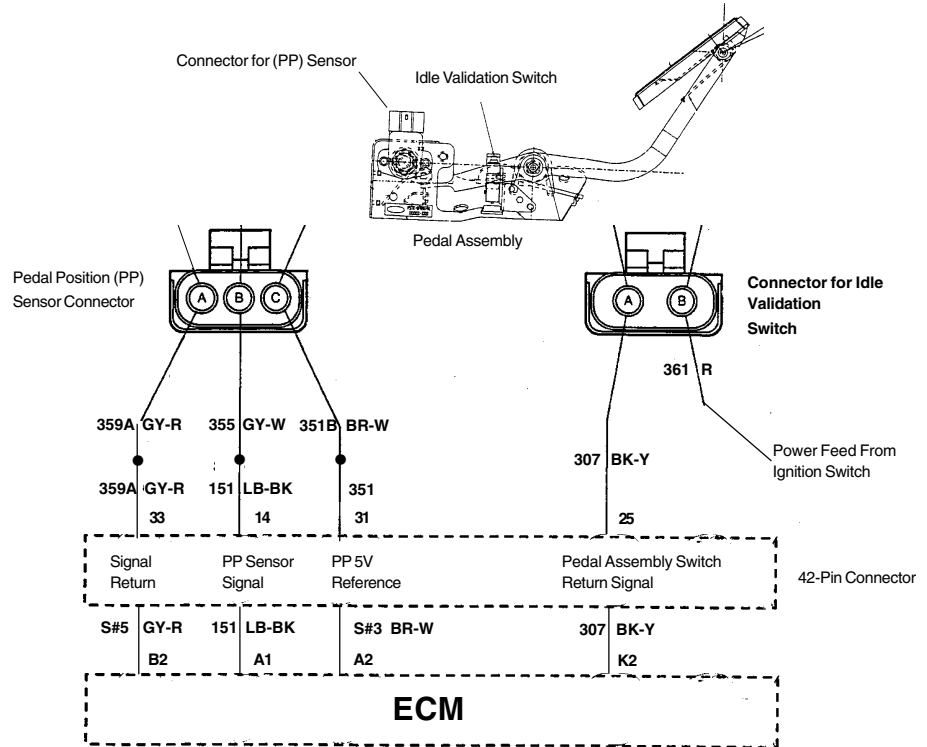 Connector for (PP) Sensor
Idle Validation Switch
Pedal Assembly
Pedal Position (PP)
Sensor Connector
A B C
A B
Connector for Idle
Validation
Switch
361 R
359A GY-R 355 GY-W 351B BR-W
Power Feed From
Ignition Switch
307 BK-Y
359A GY-R 151 LB-BK 351
33 14 31 25
Signal
Return
PP Sensor
Signal
PP 5V
Reference
Pedal Assembly Switch
Return Signal
42-Pin Connector
S#5 GY-R 151 LB-BK S#3 BR-W 307 BK-Y
B2 A1 A2 K2
ECM